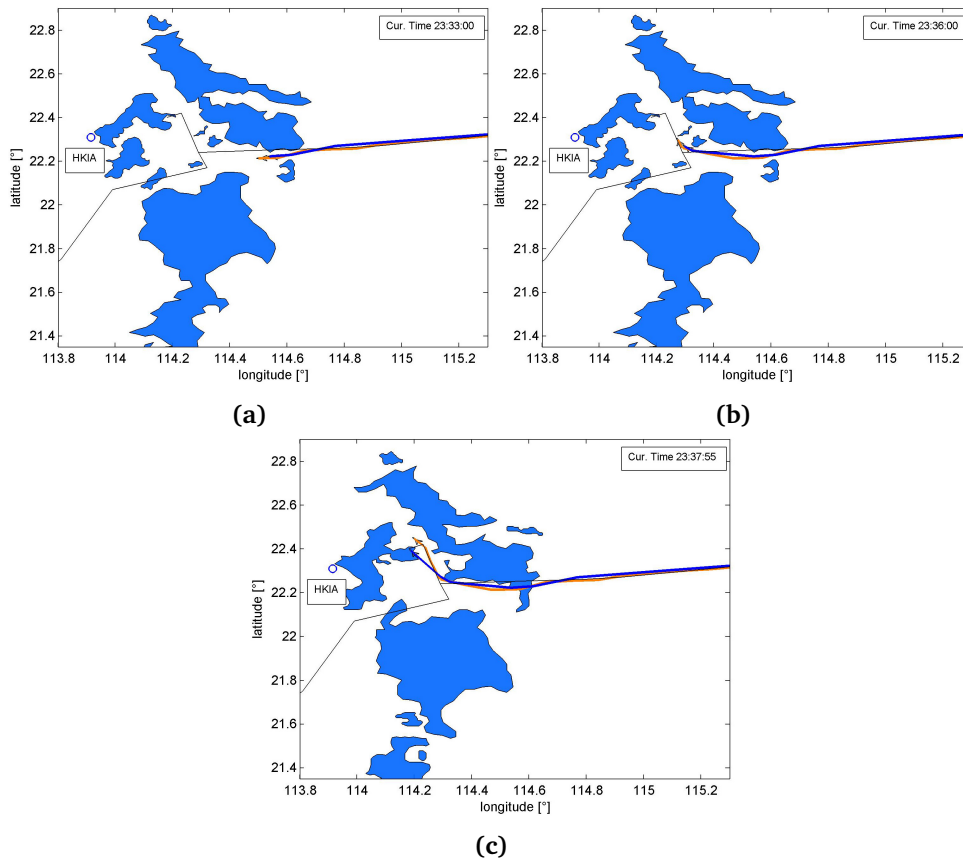 Cur. Time 23:33:00
22.8
22.6
22.4
22.2
22
21.8
21.6
21.4
latitude [°]
HKIA
113.8 114 114.2 114.4 114.6 114.8 115 115.2
longitude [°]
(a)
Cur. Time 23:36:00
22.8
22.6
22.4
22.2
22
21.8
21.6
21.4
latitude [°]
HKIA
113.8 114 114.2 114.4 114.6 114.8 115 115.2
longitude [°]
(b)
Cur. Time 23:37:55
22.8
22.6
22.4
22.2
22
21.8
21.6
21.4
latitude [°]
HKIA
113.8 114 114.2 114.4 114.6 114.8 115 115.2
longitude [°]
(c)